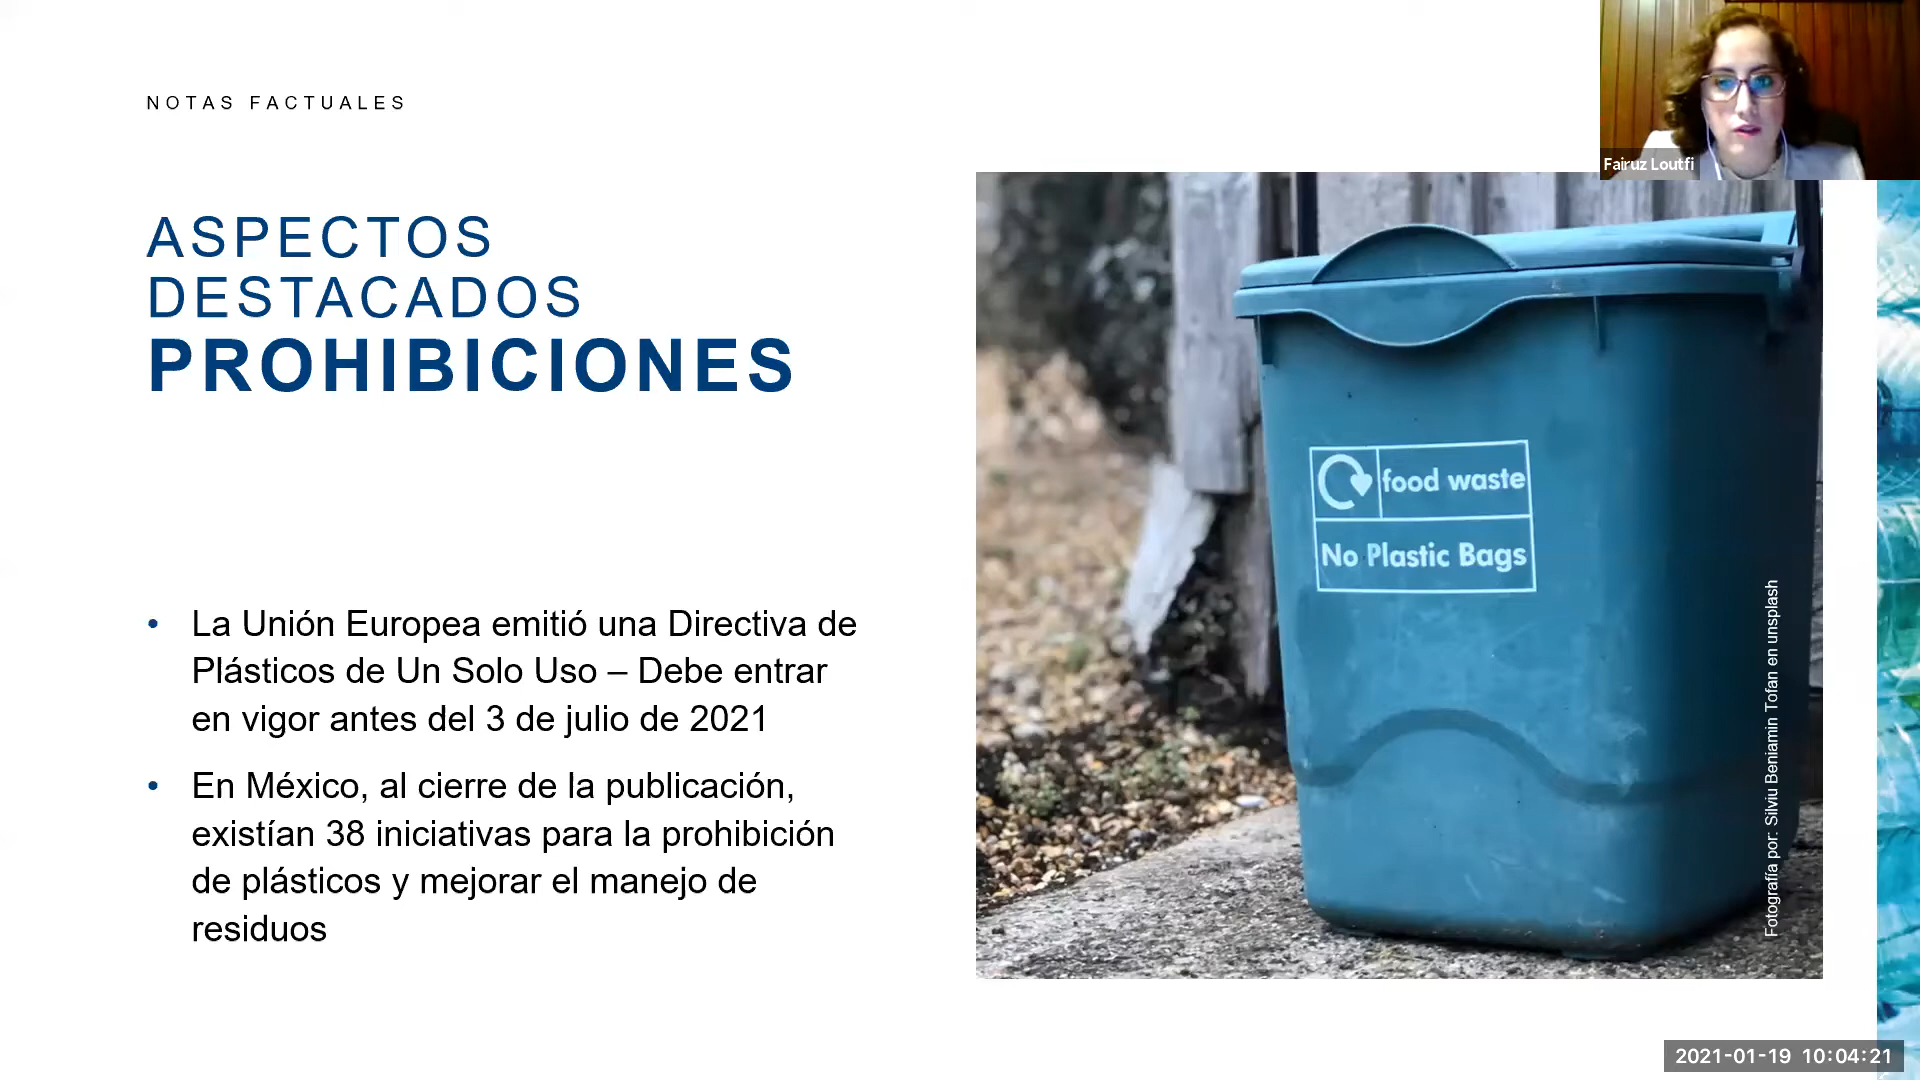 NOTAS FACTUALES
ASPECTOS
DESTACADOS
PROHIBICIONES
• La Unión Europea emitió una Directiva de
Plásticos de Un Solo Uso – Debe entrar
en vigor antes del 3 de julio de 2021
• En México, al cierre de la publicación,
existían 38 iniciativas para la prohibición
de plásticos y mejorar el manejo de
residuos
Fairuz Loutfi
food waste
No Plastic Bags
Fotografía por: Silviu Beniamin Tofan en unsplash
2021-01-19 10:04:21